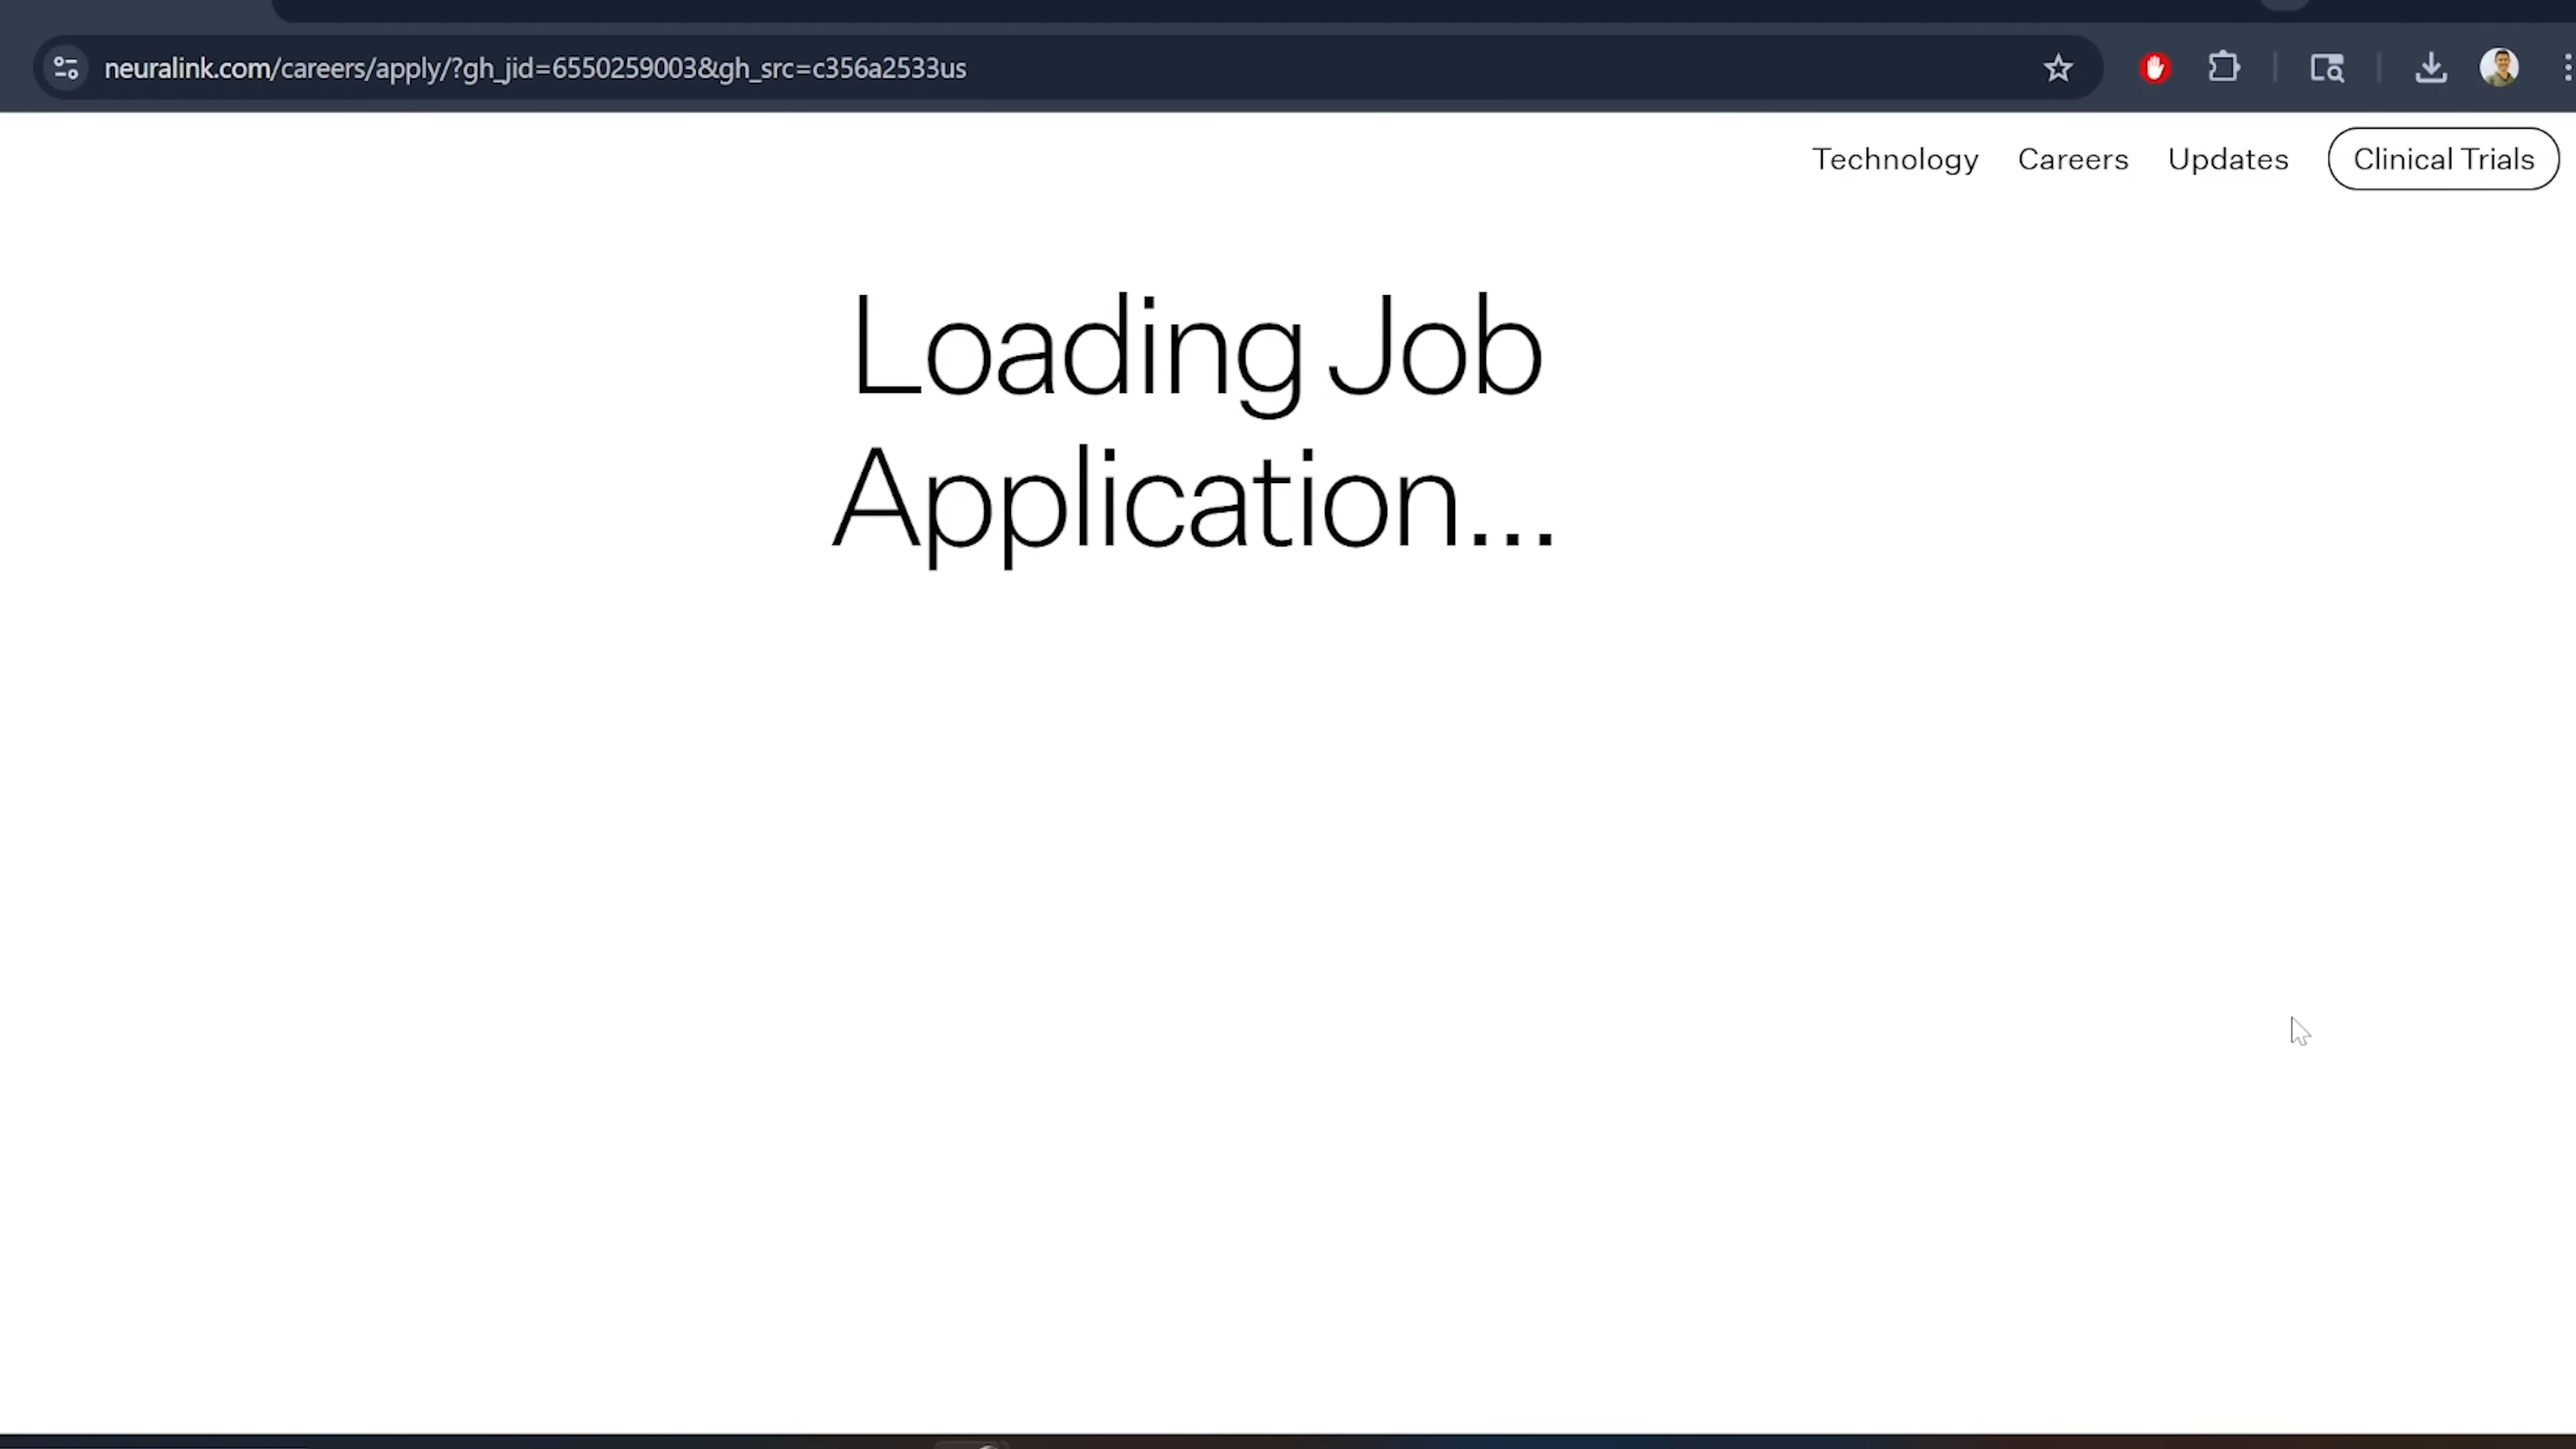 neuralink.com/careers/apply/?gh_jid=6550259003&gh_src=c356a2533us
Technology Careers Updates Clinical Trials
Loading Job
Application...